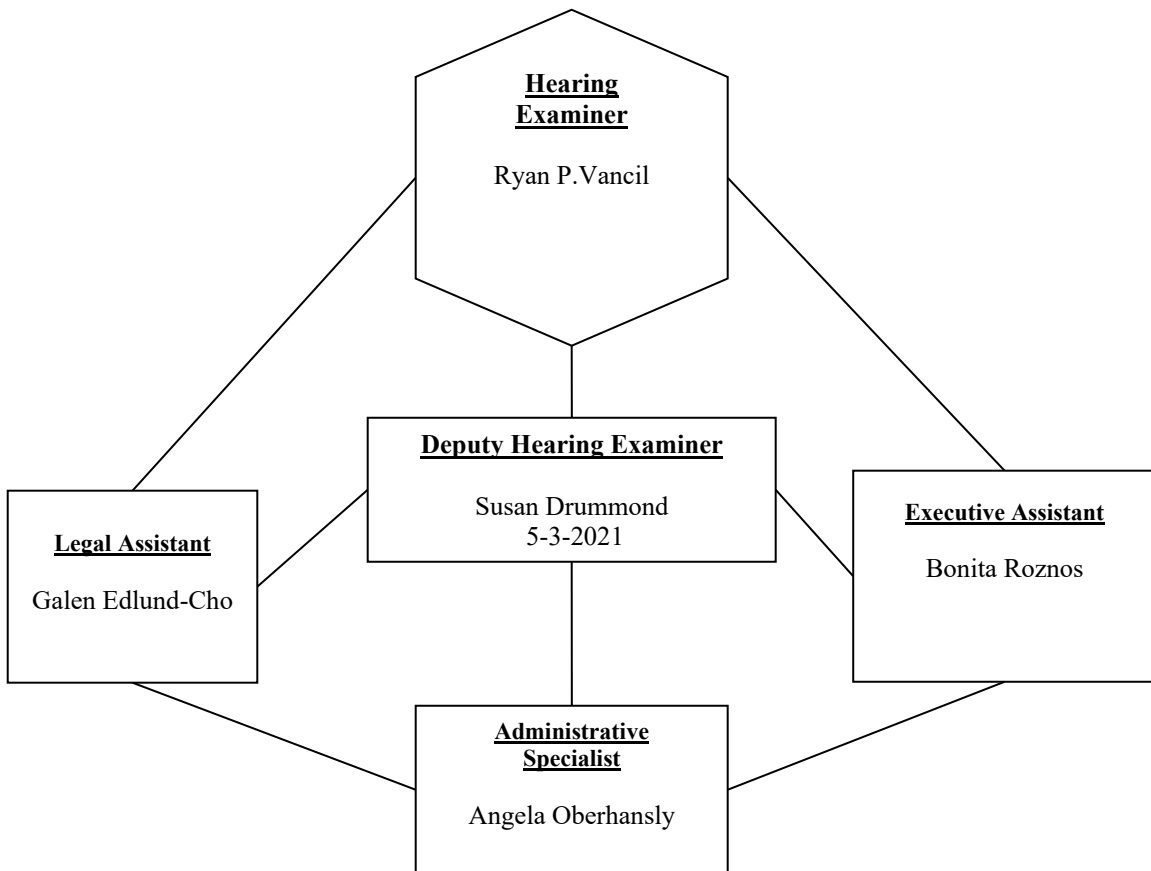 Hearing
Examiner
Ryan P.Vancil
Deputy Hearing Examiner
Susan Drummond
5-3-2021
Legal Assistant
Galen Edlund-Cho
Executive Assistant
Bonita Roznos
Administrative
Specialist
Angela Oberhansly